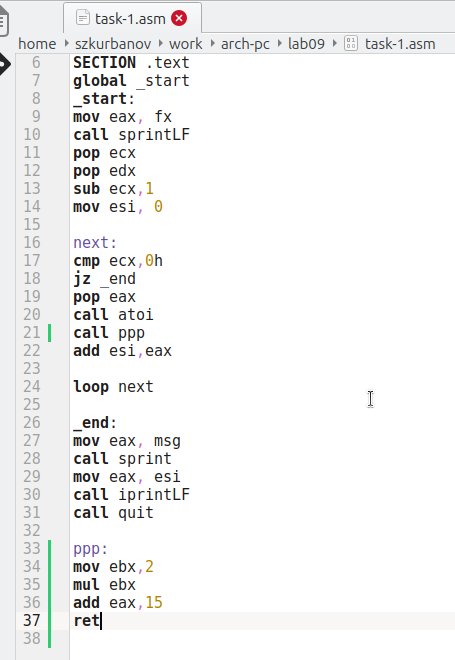 task-1.asm
home szkurbanov work arch-pc lab09 task-1.asm
6 SECTION .text
7 global _start
8 _start:
9 mov eax, fx
10 call sprintLF
11 pop ecx
12 pop edx
13 sub ecx,1
14 mov esi, 0
15
16 next:
17 cmp ecx,0h
18 jz _end
19 pop eax
20 call atoi
21 call ppp
22 add esi,eax
23
24 loop next
25
26 _end:
27 mov eax, msg
28 call sprint
29 mov eax, esi
30 call iprintLF
31 call quit
32
33 ppp:
34 mov ebx,2
35 mul ebx
36 add eax,15
37 ret
38